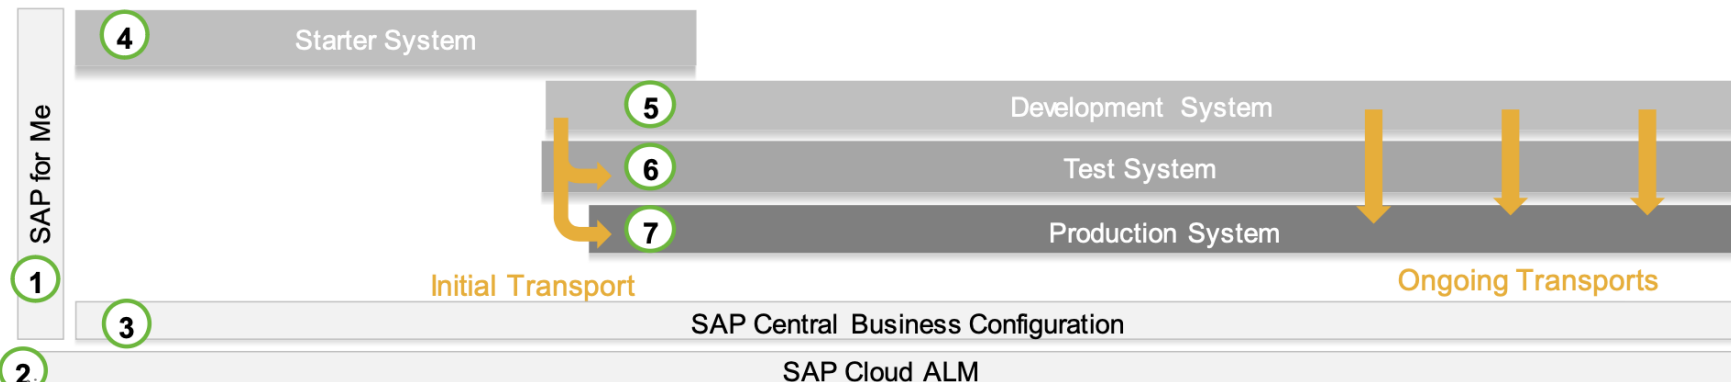 4
Starter System
5
Development System
SAP for Me
6
Test System
7
Production System
1
Initial Transport
Ongoing Transports
3
SAP Central Business Configuration
2
SAP Cloud ALM